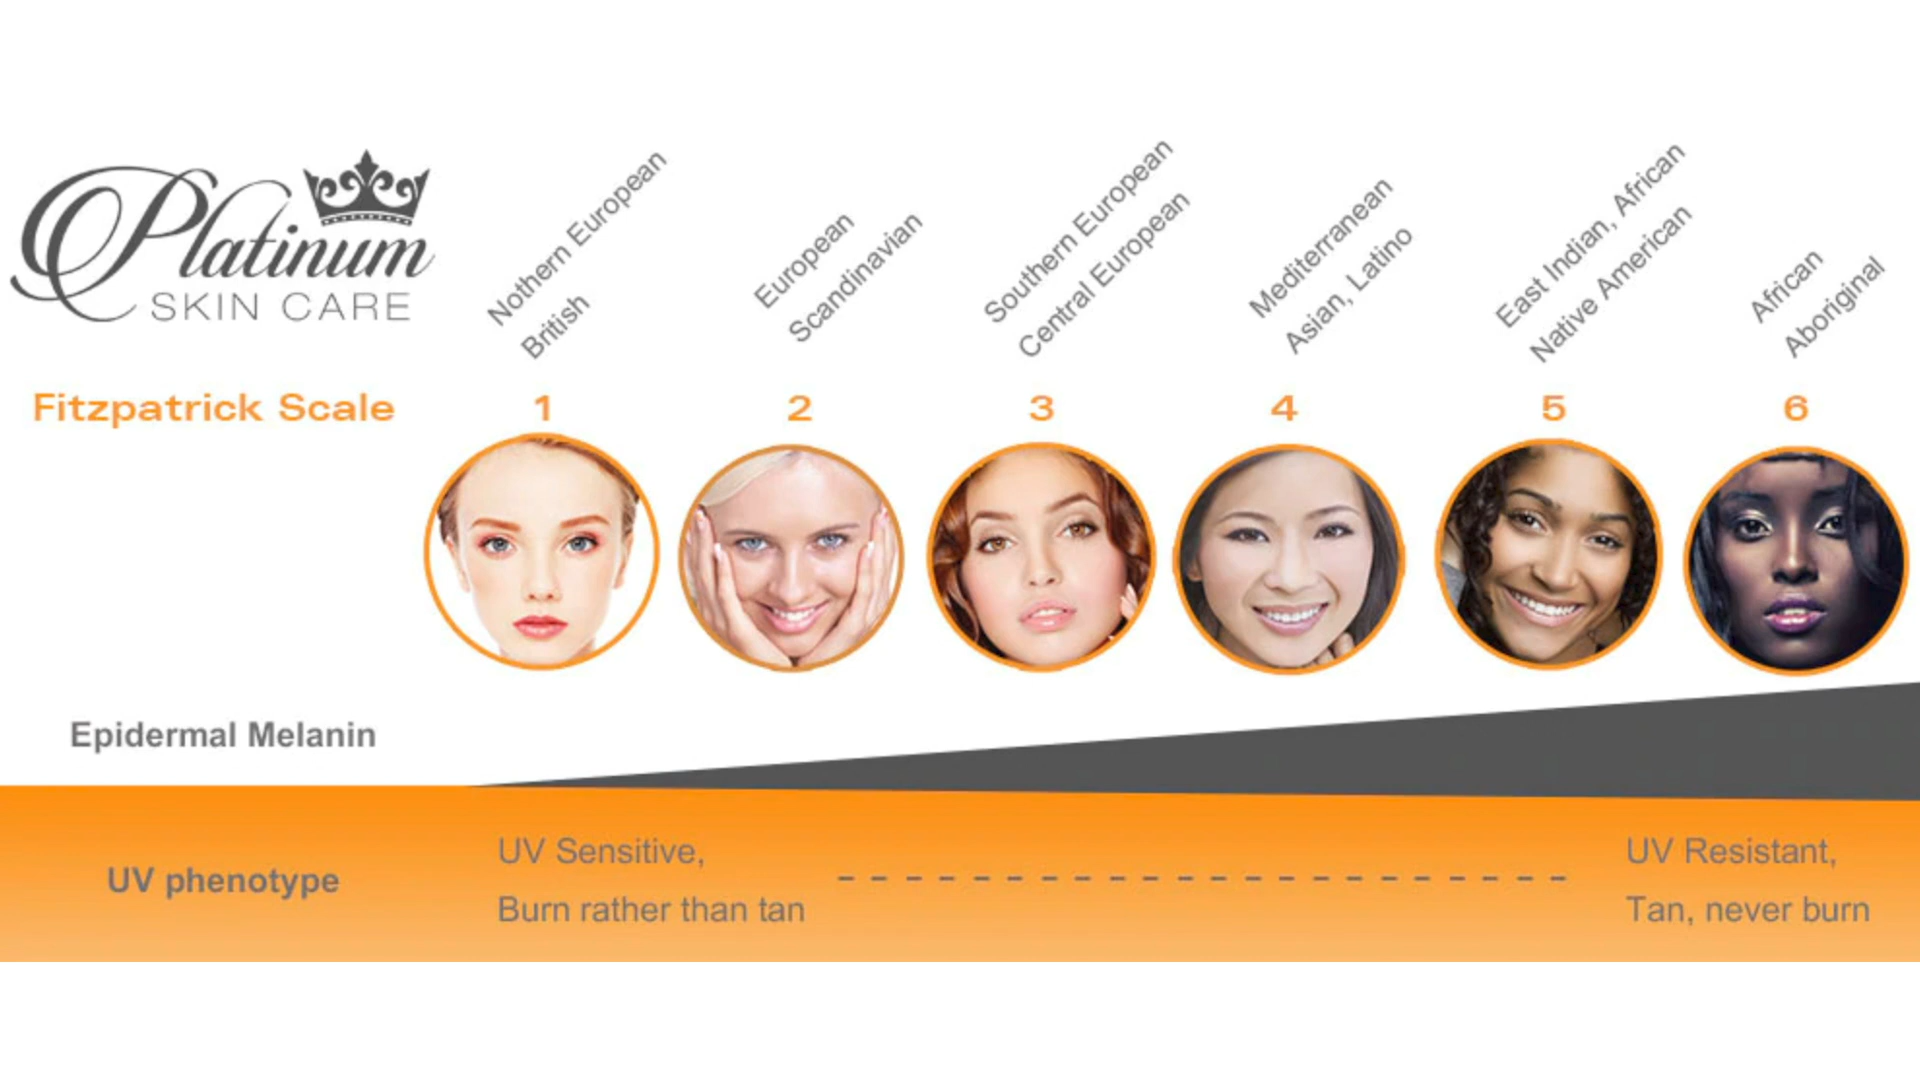 Platinum
SKIN CARE
Nothern European
British
European
Scandinavian
Southern European
Central European
Mediterranean
Asian, Latino
East Indian, African
Native American
African
Aboriginal
Fitzpatrick Scale 1 2 3 4 5 6
Epidermal Melanin
UV phenotype
UV Sensitive,
Burn rather than tan
UV Resistant,
Tan, never burn